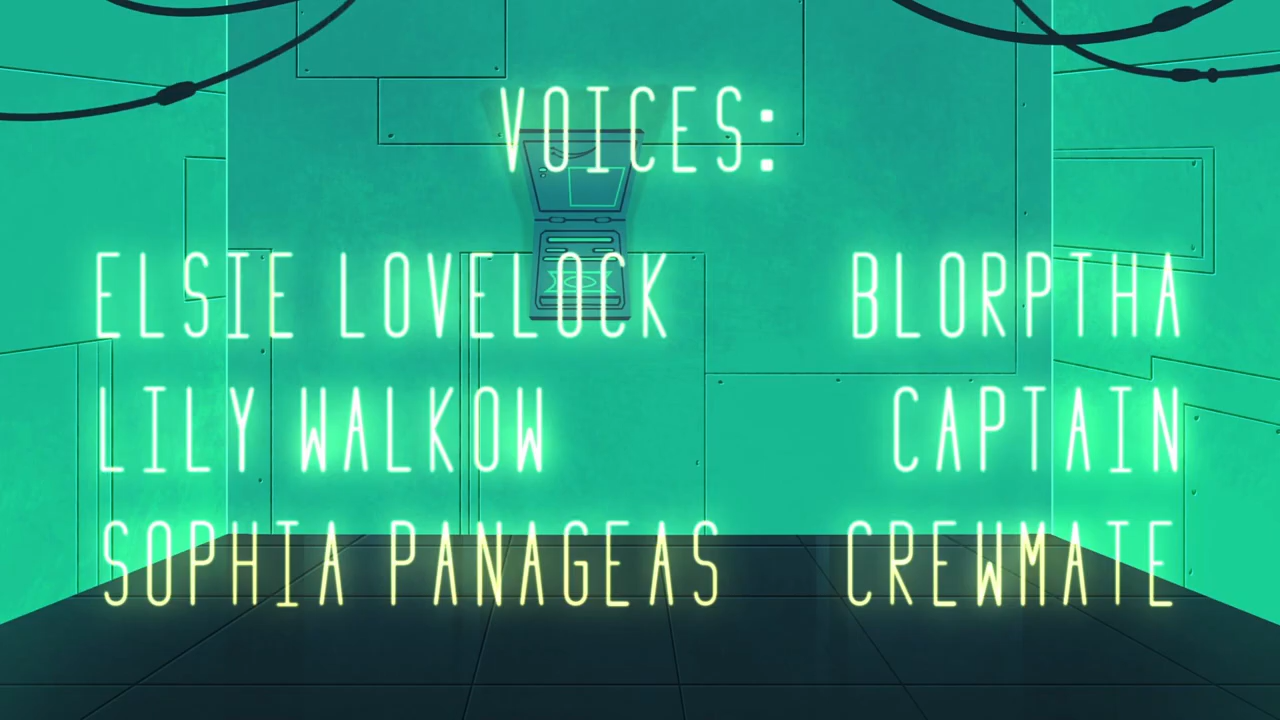 VOICES:
ELSIE LOVELOCK BLORPTHA
LILY WALKOW CAPTAIN
SOPHIA PANAGEAS CREWMATE